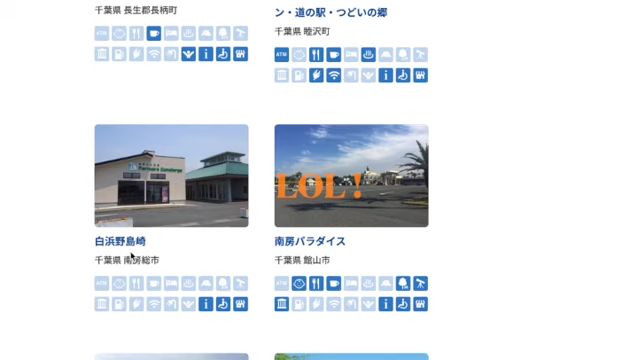 千葉県 長生郡長柄町
ン・道の駅・つどいの郷
千葉県 睦沢町
ATM
ATM
Farmers Concierge
LOL!
白浜野島崎
千葉県 南房総市
南房パラダイス
千葉県 館山市
ATM
ATM